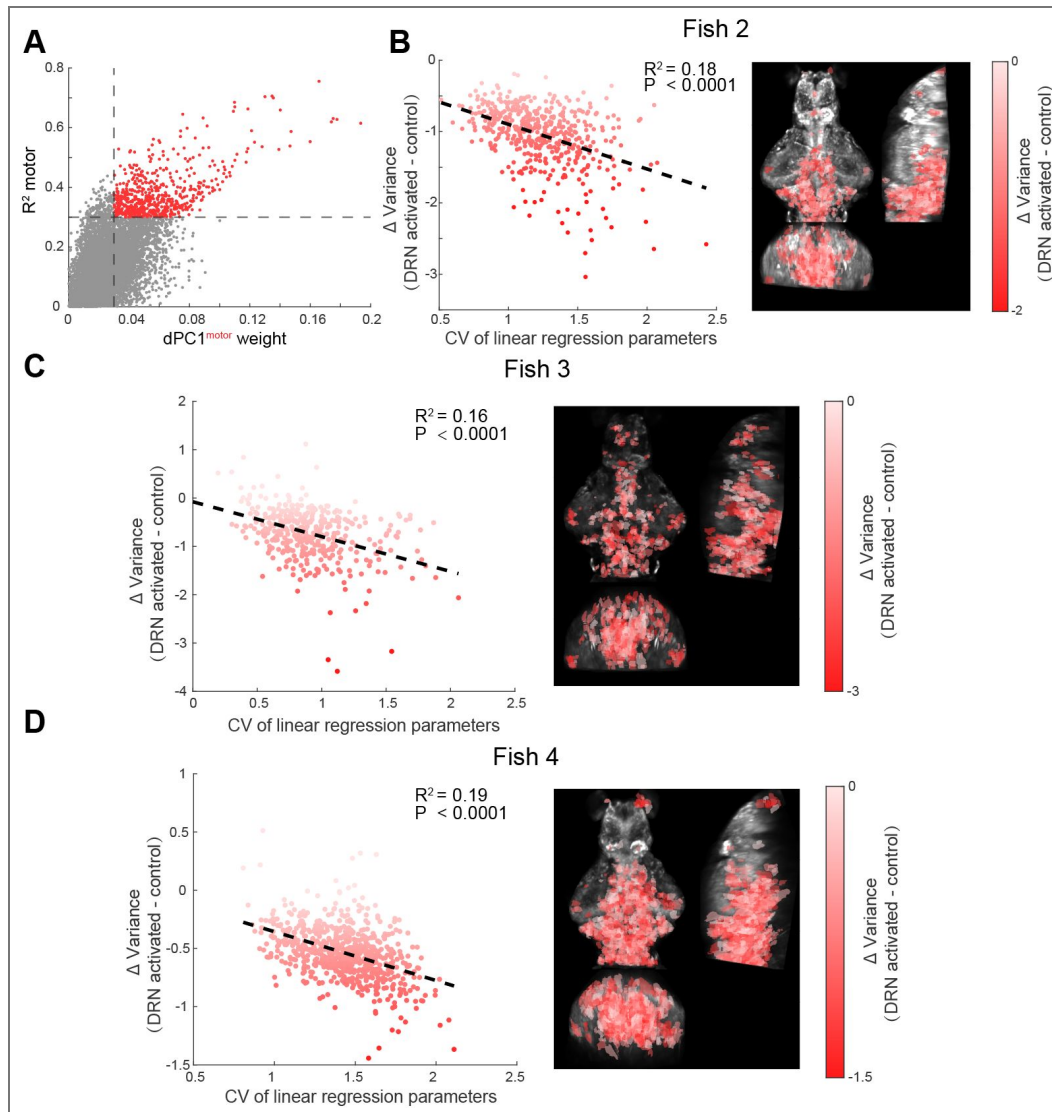 A
R² motor
0.8
0.6
0.4
0.2
0
0
0.04
0.08
0.12
0.16
0.2
dPC1motor weight
Fish 2
B
R² = 0.18
P < 0.0001
Δ Variance
(DRN activated - control)
-0
-1
-2
-3
0.5
1
1.5
2
2.5
CV of linear regression parameters
0
Δ Variance
(DRN activated - control)
-2
C
Fish 3
R² = 0.16
P < 0.0001
Δ Variance
(DRN activated - control)
2
1
0
-1
-2
-3
-4
0
0.5
1
1.5
2
2.5
CV of linear regression parameters
0
Δ Variance
(DRN activated - control)
-3
D
Fish 4
R² = 0.19
P < 0.0001
Δ Variance
(DRN activated - control)
1
0.5
0
-0.5
-1
-1.5
0.5
1
1.5
2
2.5
CV of linear regression parameters
0
Δ Variance
(DRN activated - control)
-1.5